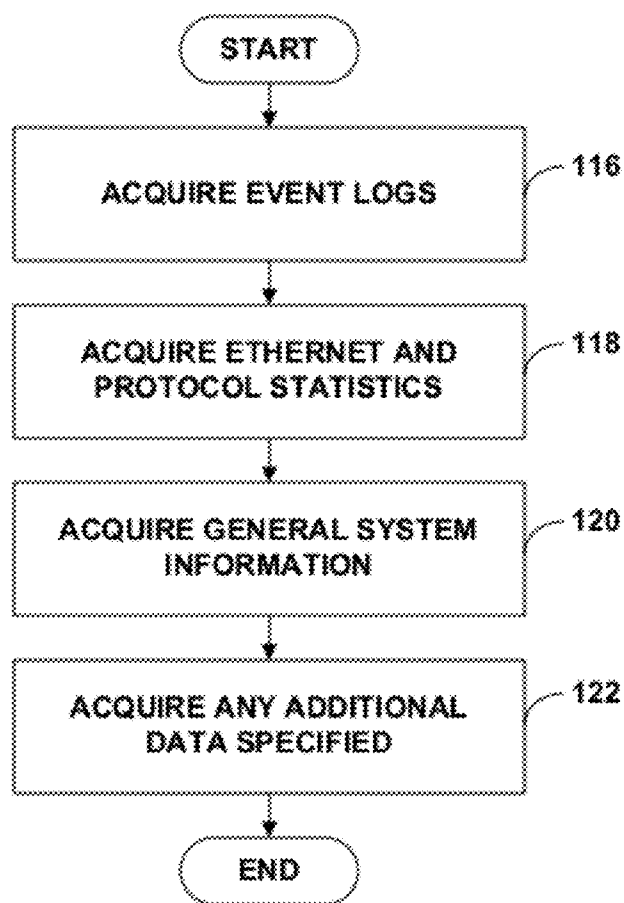 START
ACQUIRE EVENT LOGS
116
ACQUIRE ETHERNET AND
PROTOCOL STATISTICS
118
ACQUIRE GENERAL SYSTEM
INFORMATION
120
ACQUIRE ANY ADDITIONAL
DATA SPECIFIED
122
END